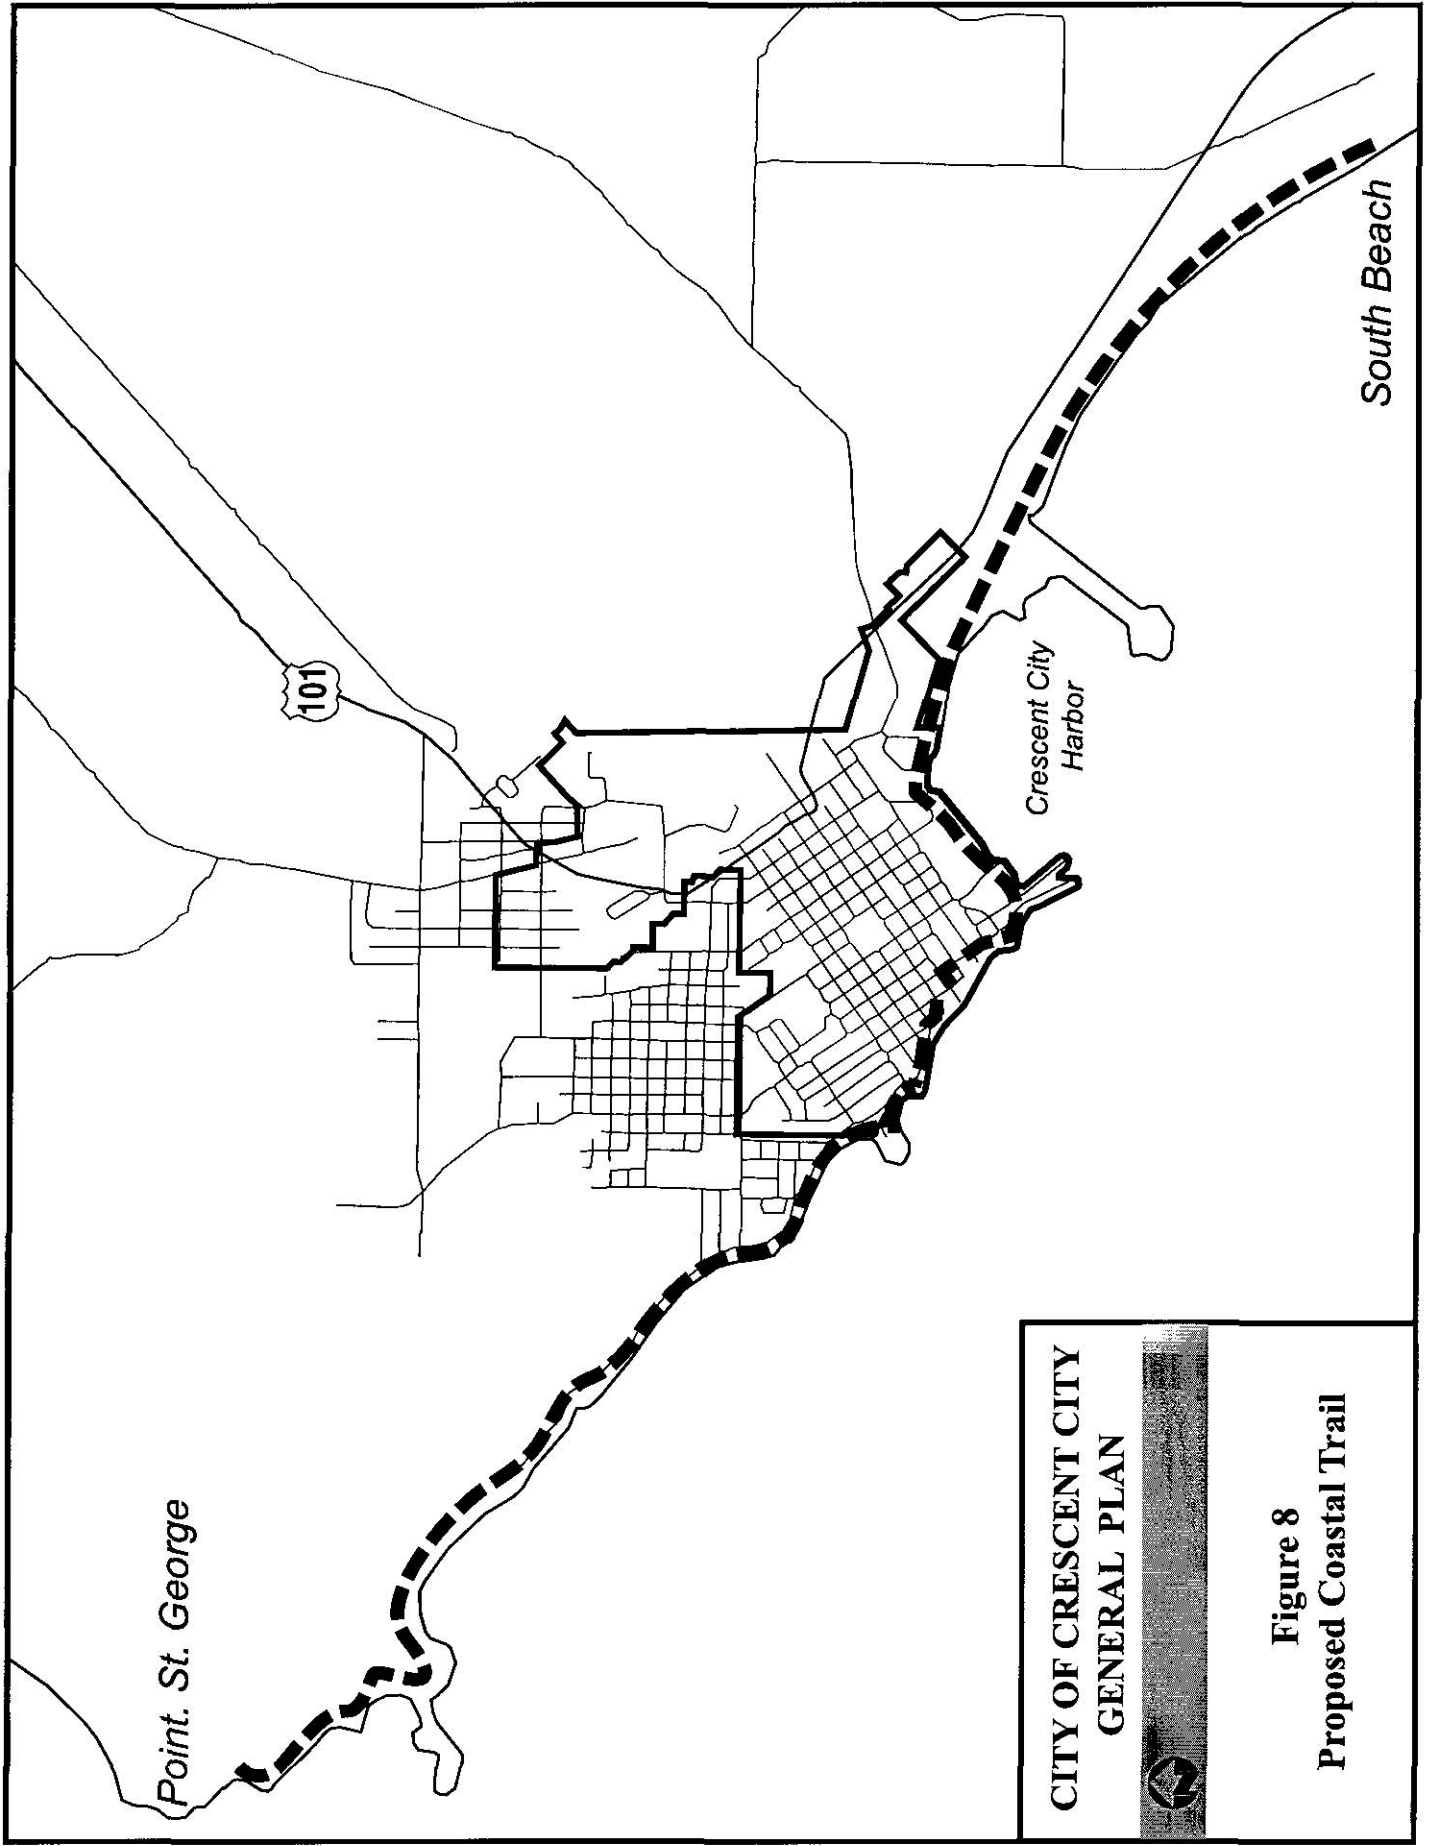 Point. St. George
101
Crescent City
Harbor
South Beach
CITY OF CRESCENT CITY
GENERAL PLAN
N
Figure 8
Proposed Coastal Trail